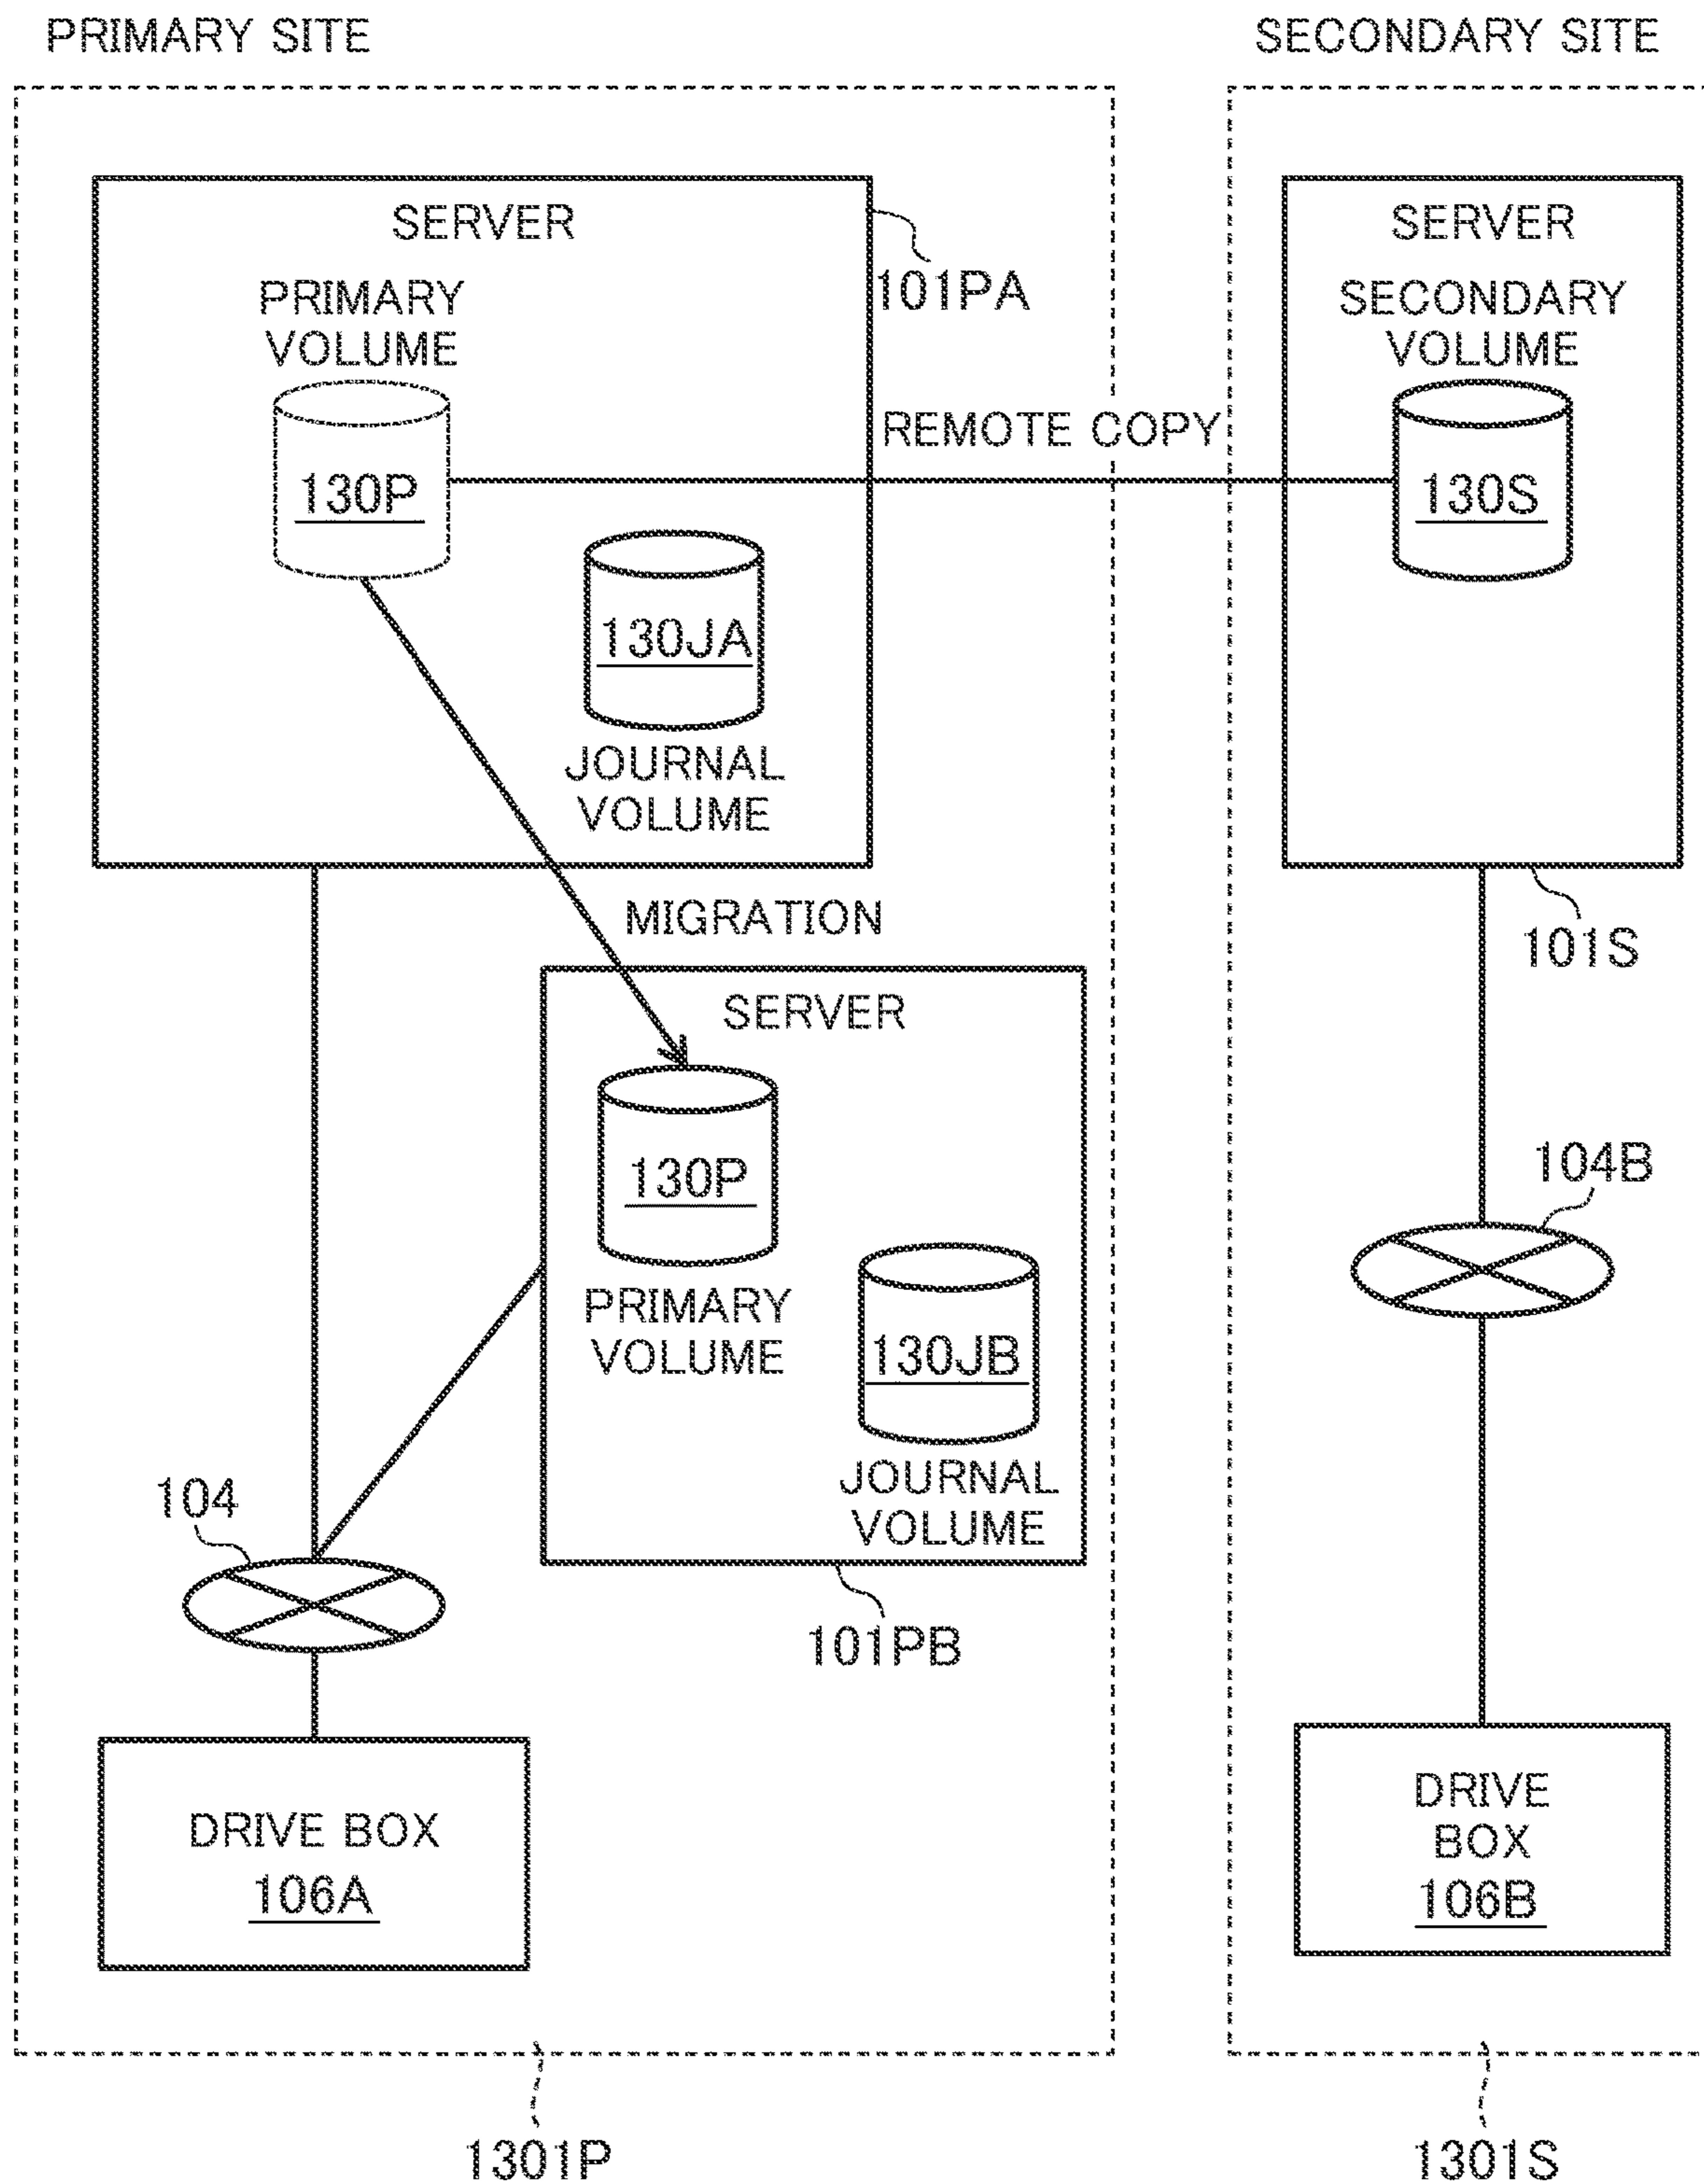 PRIMARY SITE
SECONDARY SITE
SERVER
101PA
PRIMARY
VOLUME
130P
REMOTE COPY
130JA
JOURNAL
VOLUME
SERVER
SECONDARY
VOLUME
130S
101S
MIGRATION
SERVER
130P
PRIMARY
VOLUME
130JB
JOURNAL
VOLUME
101PB
104
104B
DRIVE BOX
106A
DRIVE
BOX
106B
1301P
1301S